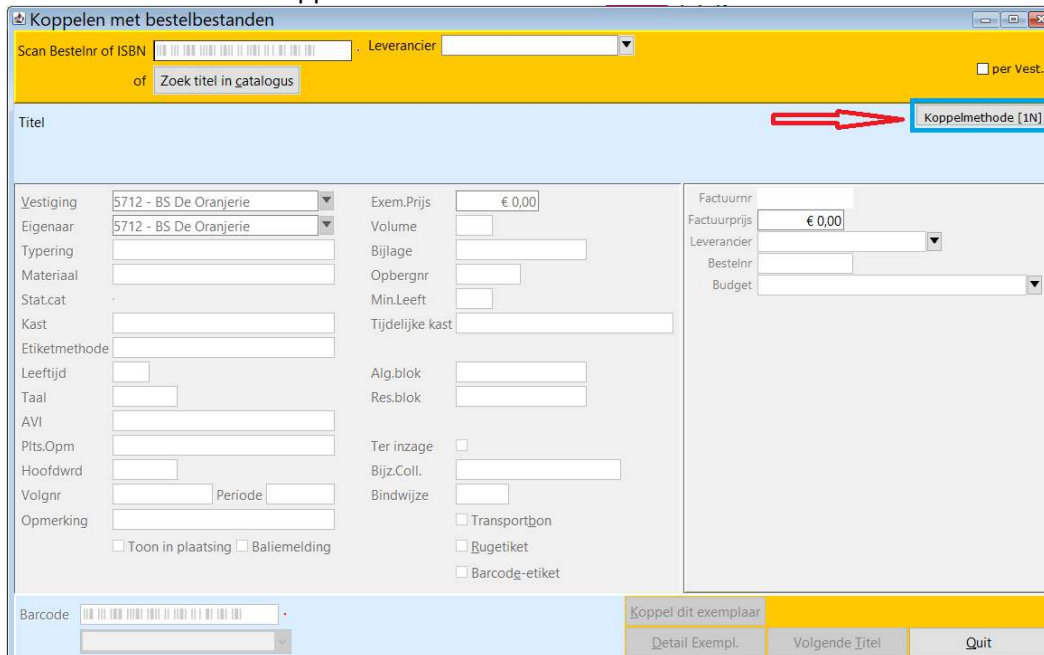 Koppelen met bestelbestanden
Scan Bestelnr of ISBN . Leverancier
of Zoek titel in catalogus
per Vest.
Titel
Koppelmethode [1N]
Vestiging 5712 - BS De Oranjerie
Eigenaar 5712 - BS De Oranjerie
Typering
Materiaal
Stat.cat -
Kast
Etiketmethode
Leeftijd
Taal
AVI
Plts.Opm
Hoofdwrd
Volgnr Periode
Opmerking
Toon in plaatsing Baliemelding
Exem.Prijs € 0,00
Volume
Bijlage
Opbergnr
Min.Leeft
Tijdelijke kast
Alg.blok
Res.blok
Ter inzage
Bijz.Coll.
Bindwijze
Transportbon
Rugetiket
Barcode-etiket
Factuurnr
Factuurprijs € 0,00
Leverancier
Bestelnr
Budget
Barcode
Koppel dit exemplaar
Detail Exempl. Volgende Titel Quit